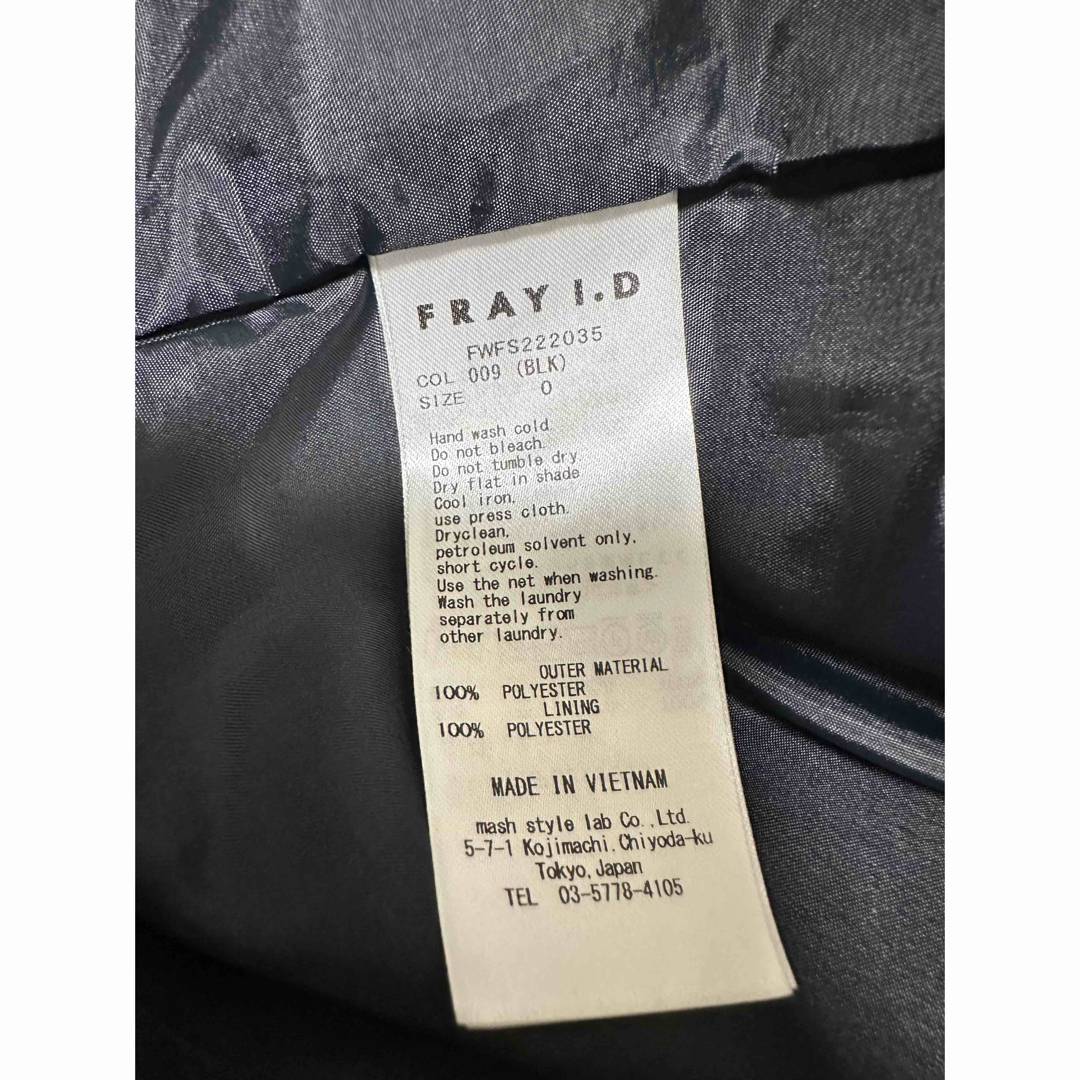 FRAY I.D
FWFS222035
COL 009 (BLK)
SIZE 0
Hand wash cold
Do not bleach.
Do not tumble dry
Dry flat in shade
Cool iron,
use press cloth.
Dryclean,
petroleum solvent only,
short cycle.
Use the net when washing.
Wash the laundry
separately from
other laundry.
OUTER MATERIAL
100% POLYESTER
LINING
100% POLYESTER
MADE IN VIETNAM
mash style lab Co.,Ltd.
5-7-1 Kojimachi.Chiyoda-ku
Tokyo,Japan
TEL 03-5778-4105